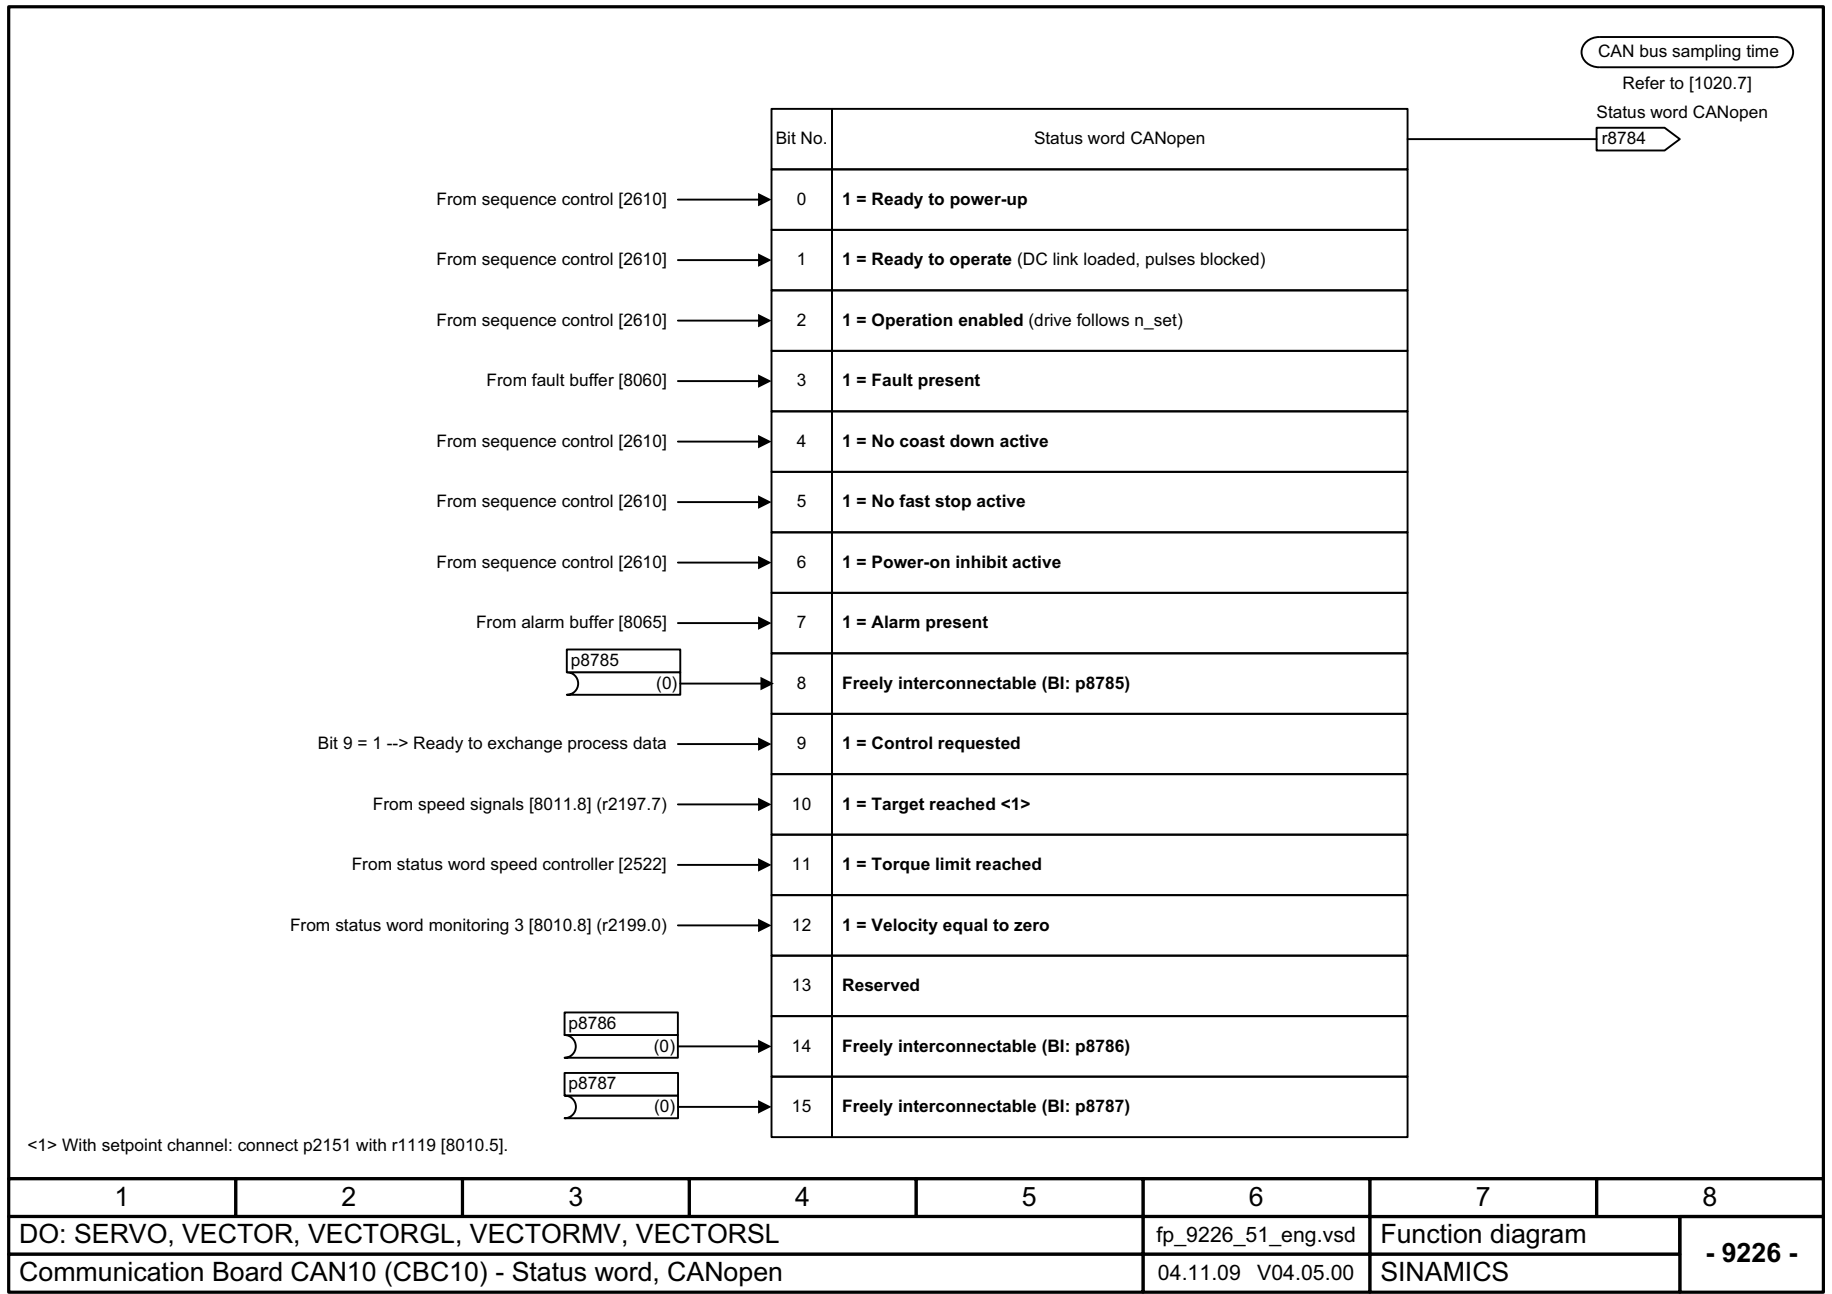 CAN bus sampling time
Refer to [1020.7]
Status word CANopen
r8784
Bit No. Status word CANopen
From sequence control [2610] 0 1 = Ready to power-up
From sequence control [2610] 1 1 = Ready to operate (DC link loaded, pulses blocked)
From sequence control [2610] 2 1 = Operation enabled (drive follows n_set)
From fault buffer [8060] 3 1 = Fault present
From sequence control [2610] 4 1 = No coast down active
From sequence control [2610] 5 1 = No fast stop active
From sequence control [2610] 6 1 = Power-on inhibit active
From alarm buffer [8065] 7 1 = Alarm present
p8785
(0) 8 Freely interconnectable (BI: p8785)
Bit 9 = 1 --> Ready to exchange process data 9 1 = Control requested
From speed signals [8011.8] (r2197.7) 10 1 = Target reached <1>
From status word speed controller [2522] 11 1 = Torque limit reached
From status word monitoring 3 [8010.8] (r2199.0) 12 1 = Velocity equal to zero
13 Reserved
p8786
(0) 14 Freely interconnectable (BI: p8786)
p8787
(0) 15 Freely interconnectable (BI: p8787)
<1> With setpoint channel: connect p2151 with r1119 [8010.5].
1 2 3 4 5 6 7 8
DO: SERVO, VECTOR, VECTORGL, VECTORMV, VECTORSL fp_9226_51_eng.vsd Function diagram
- 9226 -
Communication Board CAN10 (CBC10) - Status word, CANopen 04.11.09 V04.05.00 SINAMICS